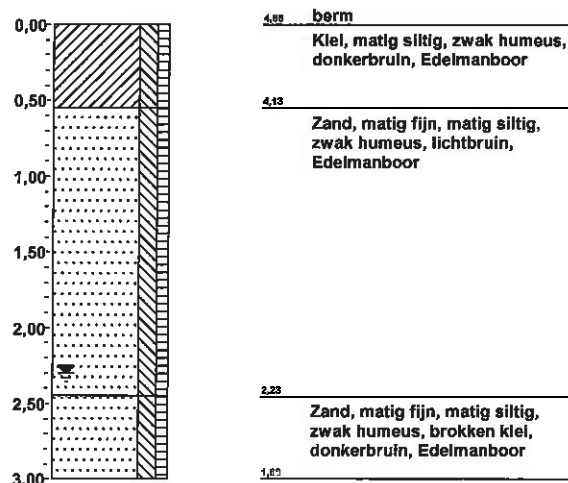 0,00
0,50
1,00
1,50
2,00
2,50
3,00
4,68
berm
Klei, matig siltig, zwak humeus,
donkerbruin, Edelmanboor
4,13
Zand, matig fijn, matig siltig,
zwak humeus, lichtbruin,
Edelmanboor
2,23
Zand, matig fijn, matig siltig,
zwak humeus, brokken klei,
donkerbruin, Edelmanboor